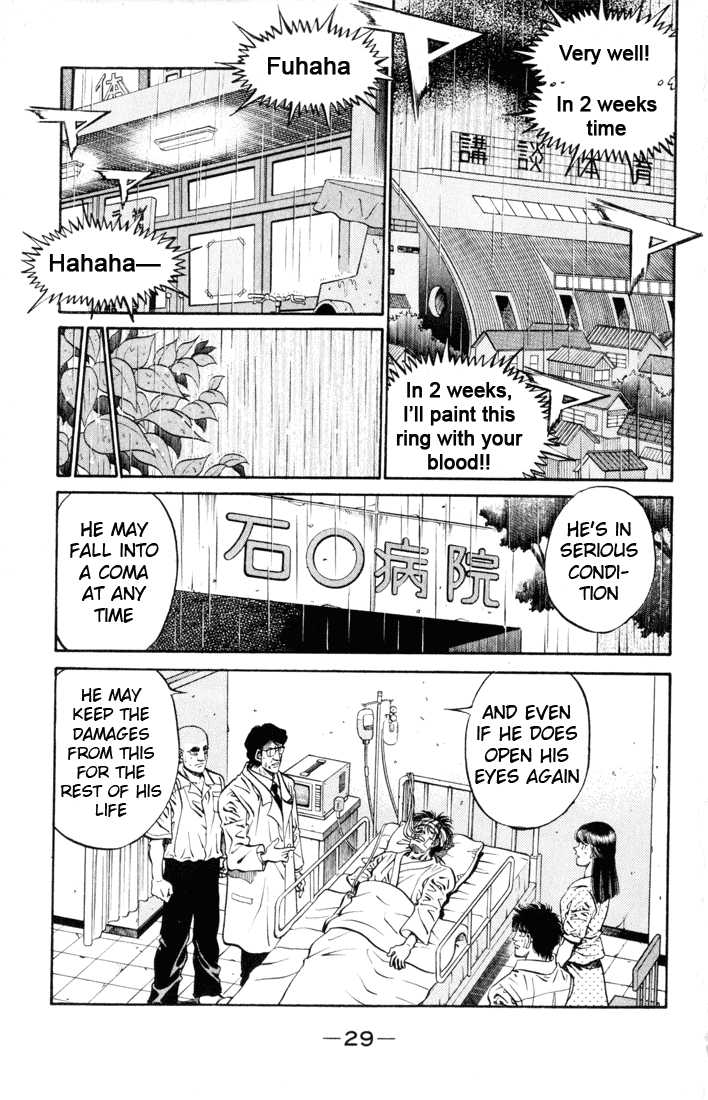 Very well!
In 2 weeks
time
講談体育
In 2 weeks,
I'll paint this
ring with your
blood!!
Fuhaha
体
Hahaha—
HE'S IN
SERIOUS
CONDI-
TION
石〇病院
HE MAY
FALL INTO
A COMA
AT ANY
TIME
AND EVEN
IF HE DOES
OPEN HIS
EYES AGAIN
HE MAY
KEEP THE
DAMAGES
FROM THIS
FOR THE
REST OF HIS
LIFE
—29—